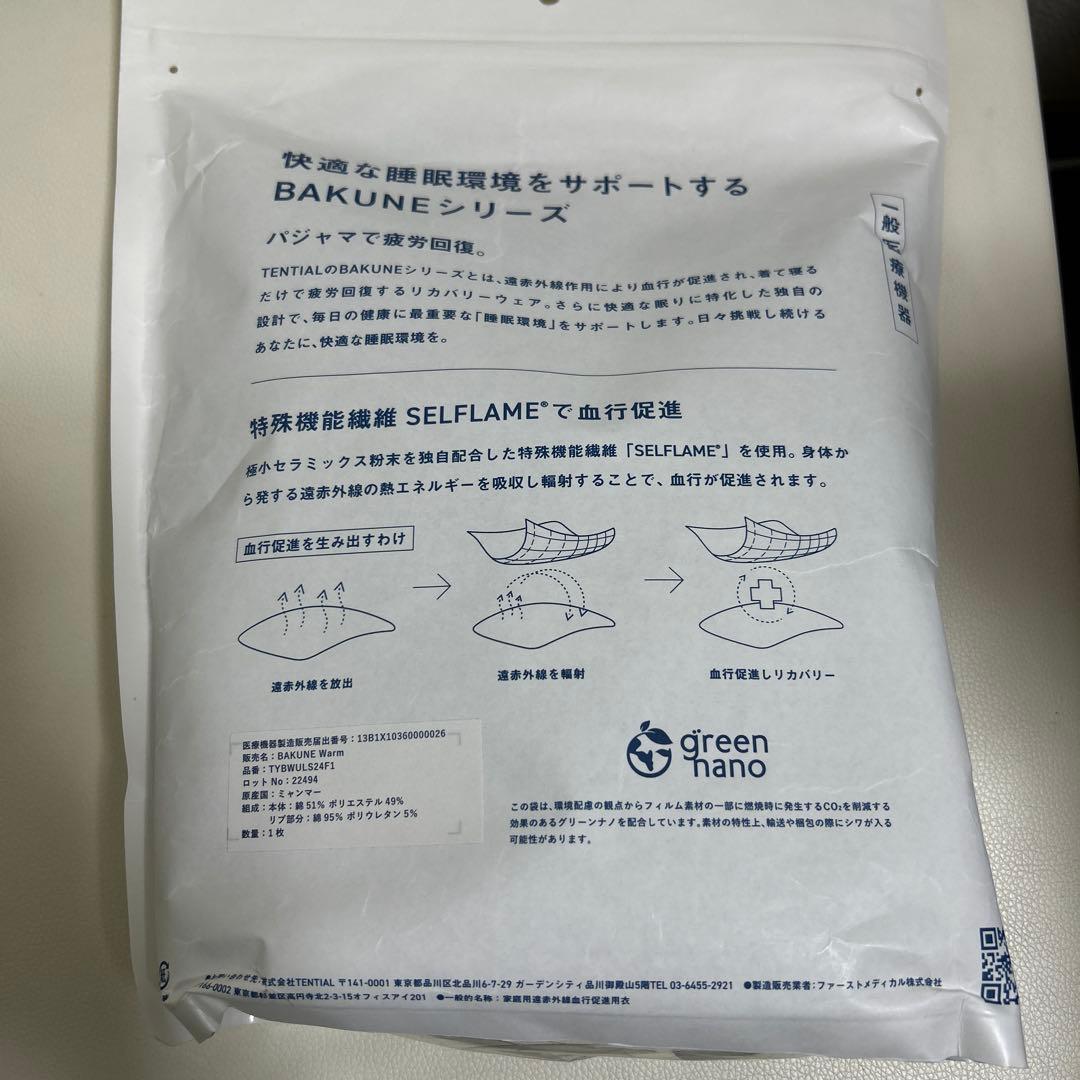 快適な睡眠環境をサポートする
BAKUNEシリーズ
パジャマで疲労回復。
一般医療機器
TENTIALのBAKUNEシリーズとは、遠赤外線作用により血行が促進され、着て寝る
だけで疲労回復するリカバリーウェア。さらに快適な眠りに特化した独自の
設計で、毎日の健康に最重要な「睡眠環境」をサポートします。日々挑戦し続ける
あなたに、快適な睡眠環境を。
特殊機能繊維 SELFLAME®で血行促進
極小セラミックス粉末を独自配合した特殊機能繊維「SELFLAME®」を使用。身体か
ら発する遠赤外線の熱エネルギーを吸収し輻射することで、血行が促進されます。
血行促進を生み出すわけ
遠赤外線を放出
遠赤外線を輻射
血行促進しリカバリー
医療機器製造販売届出番号：13B1X10360000026
販売名：BAKUNE Warm
品番：TYBWULS24F1
ロットNo：22494
原産国：ミャンマー
組成：本体：綿51% ポリエステル49%
リブ部分：綿95% ポリウレタン5%
数量：1枚
green
nano
この袋は、環境配慮の観点からフィルム素材の一部に燃焼時に発生するCO₂を削減する
効果のあるグリーンナノを配合しています。素材の特性上、輸送や梱包の際にシワが入る
可能性があります。
式会社TENTIAL 〒141-0001 東京都品川区北品川6-7-29 ガーデンシティ品川御殿山5階TEL 03-6455-2921 ●製造販売業者：ファーストメディカル株式会社
166-0002 東京都杉並区高円寺北2-3-15オフィスアイ201 ●一般的名称：家庭用遠赤外線血行促進用衣